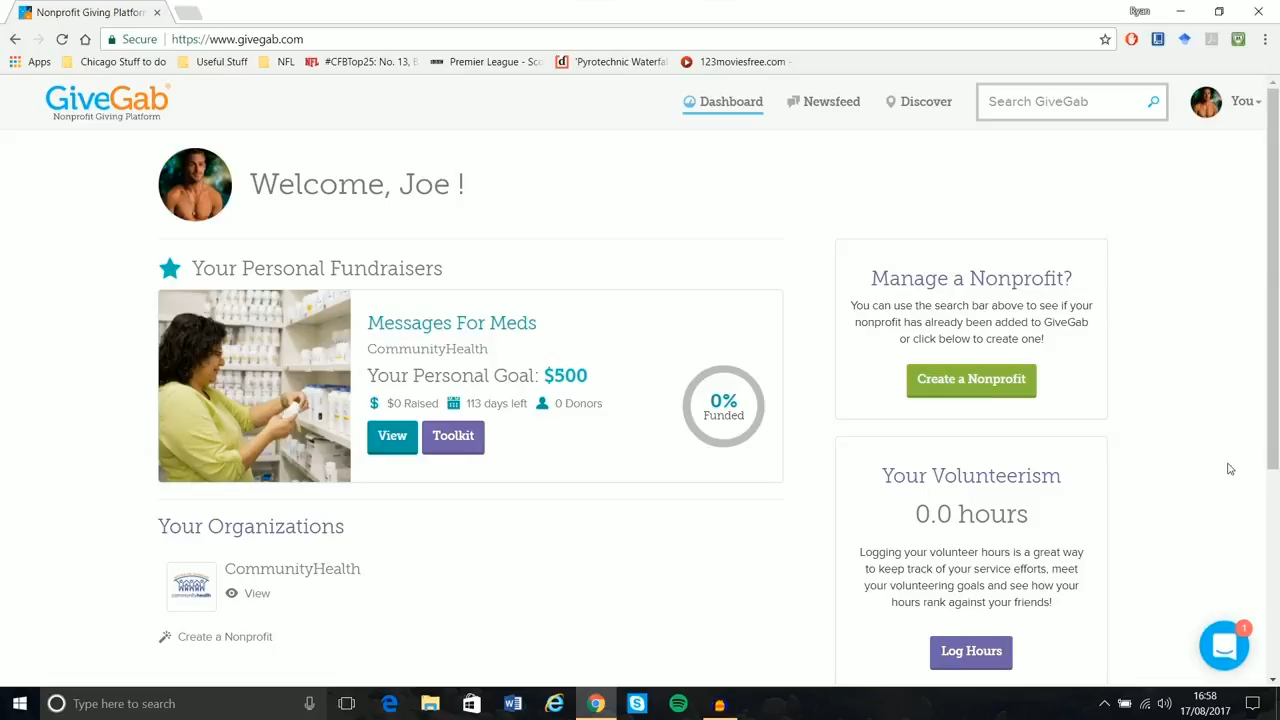 Nonprofit Giving Platfor
Ryan
Secure
https://www.givegab.com
Apps
Chicago Stuff to do
Useful Stuff
NFL
#CFBTop25: No. 13, B
Premier League - Sco
'Pyrotechnic Waterfa
123moviesfree.com -
GiveGab
Nonprofit Giving Platform
Dashboard
Newsfeed
Discover
Search GiveGab
You
Welcome, Joe !
Your Personal Fundraisers
Messages For Meds
CommunityHealth
Your Personal Goal: $500
$0 Raised
113 days left
0 Donors
0%
Funded
View
Toolkit
Manage a Nonprofit?
You can use the search bar above to see if your
nonprofit has already been added to GiveGab
or click below to create one!
Create a Nonprofit
Your Organizations
CommunityHealth
communityhealth
View
Create a Nonprofit
Your Volunteerism
0.0 hours
Logging your volunteer hours is a great way
to keep track of your service efforts, meet
your volunteering goals and see how your
hours rank against your friends!
Log Hours
1
Type here to search
16:58
17/08/2017